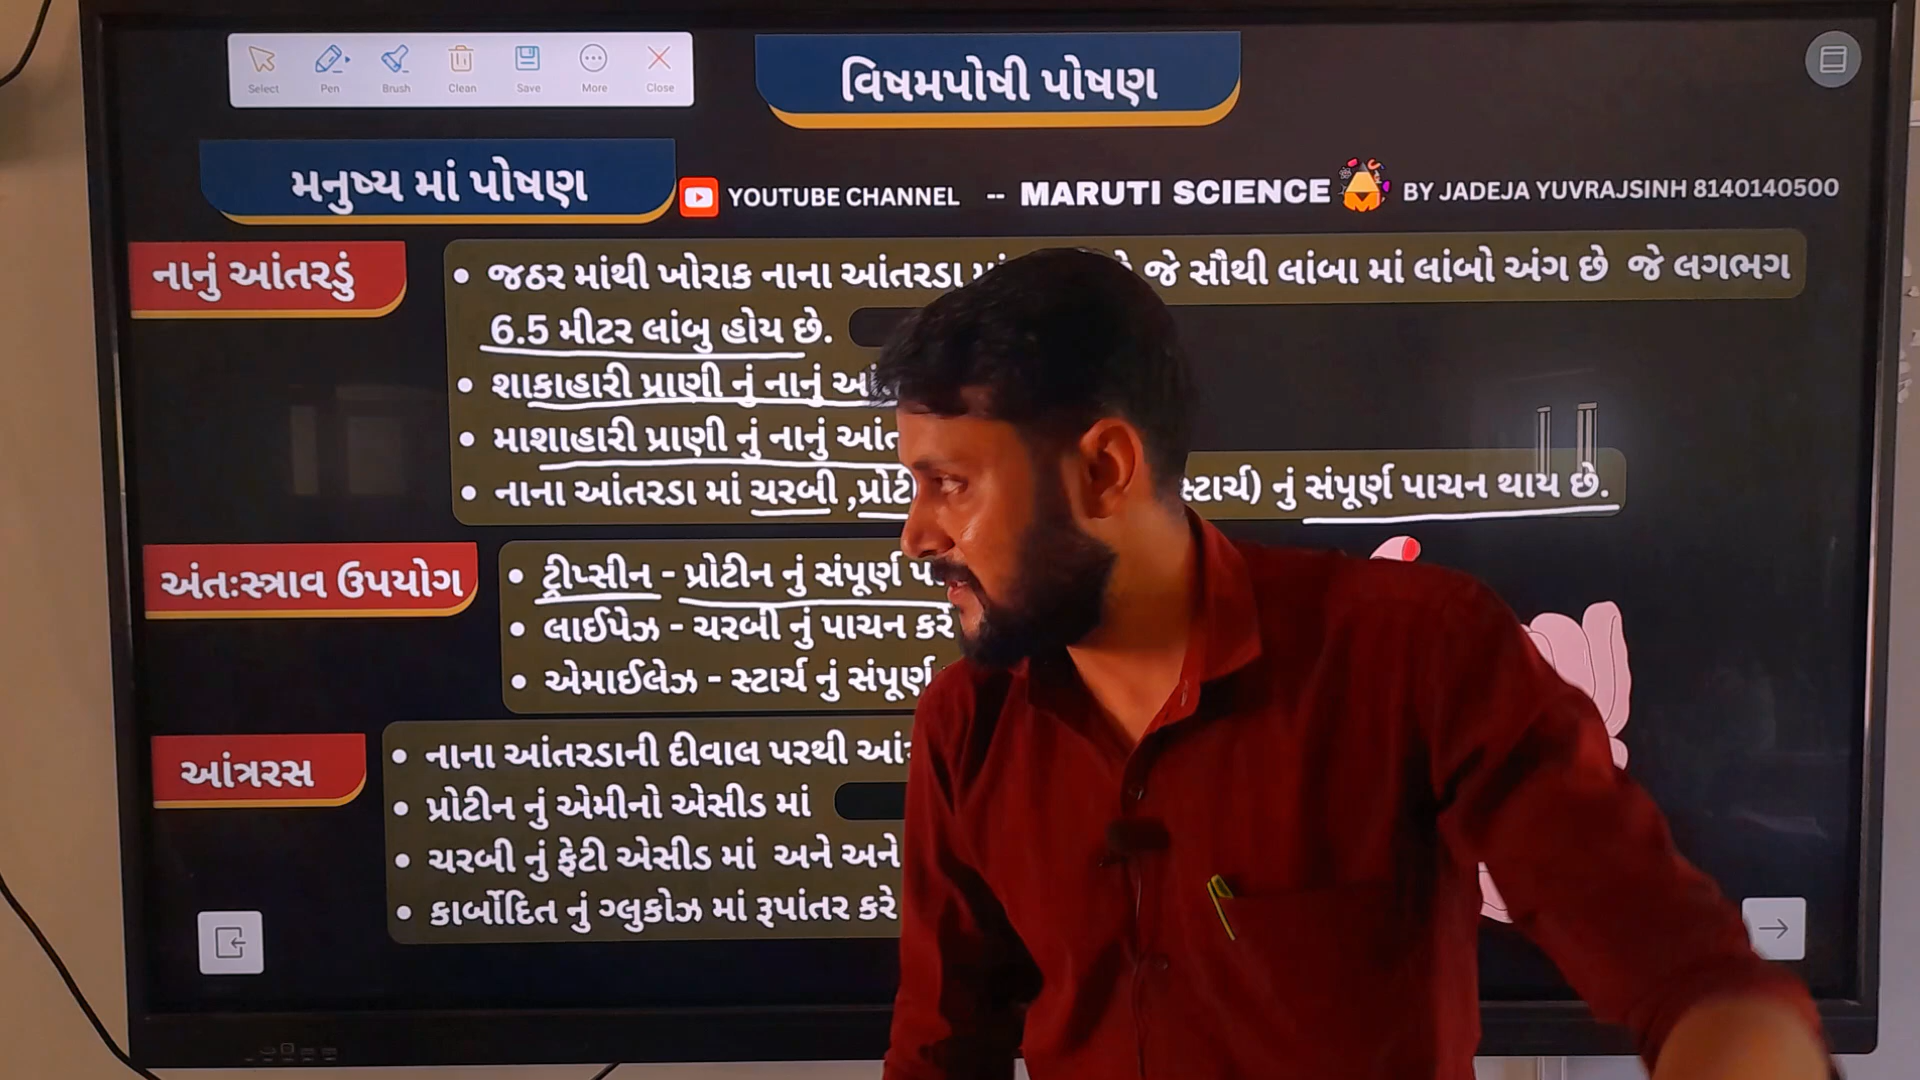 Select Pen Brush Clean Save More Close
વિષમપોષી પોષણ
મનુષ્ય માં પોષણ
YOUTUBE CHANNEL -- MARUTI SCIENCE BY JADEJA YUVRAJSINH 8140140500
નાનું આંતરડું
• જઠર માંથી ખોરાક નાના આંતરડા જે સૌથી લાંબા માં લાંબો અંગ છે જે લગભગ
6.5 મીટર લાંબુ હોય છે.
• શાકાહારી પ્રાણી નું નાનું
• માશાહારી પ્રાણી નું નાનું
• નાના આંતરડા માં ચરબી ,પ્રોટી સ્ટાર્ચ) નું સંપૂર્ણ પાચન થાય છે.
અંતઃસ્ત્રાવ ઉપયોગ
• ટ્રીપ્સીન - પ્રોટીન નું સંપૂર્ણ
• લાઈપેઝ - ચરબી નું પાચન કરે
• એમાઈલેઝ - સ્ટાર્ચ નું સંપૂર્ણ
આંત્રરસ
• નાના આંતરડાની દીવાલ પરથી
• પ્રોટીન નું એમીનો એસીડ માં
• ચરબી નું ફેટી એસીડ માં અને અને
• કાર્બોદિત નું ગ્લુકોઝ માં રૂપાંતર કરે